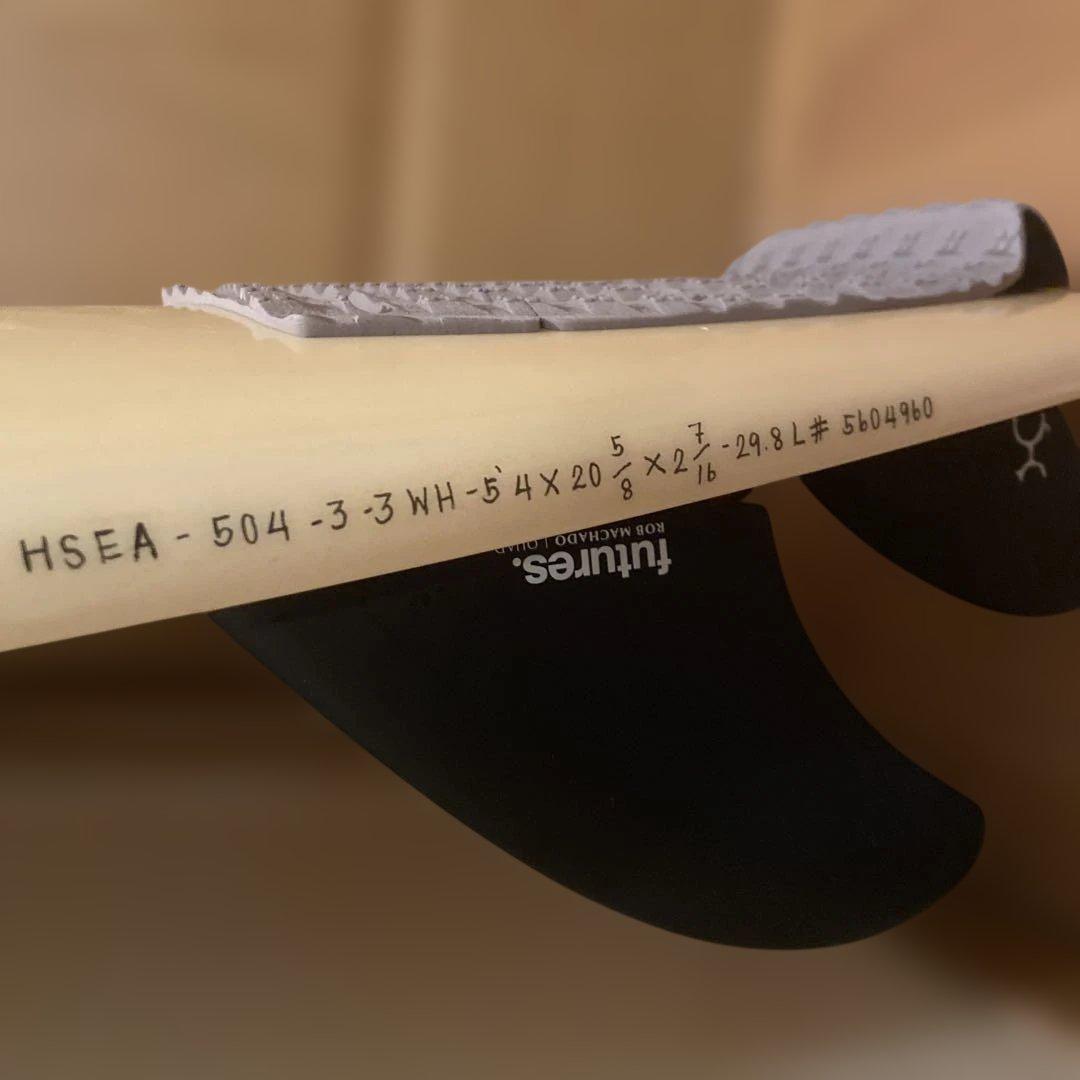 HSEA - 504 - 3 - 3 WH - 5'4 X 20 5/8 X 2 7/16 - 29.8 L # 5604960
futures.
ROB MACHADO | QUAD